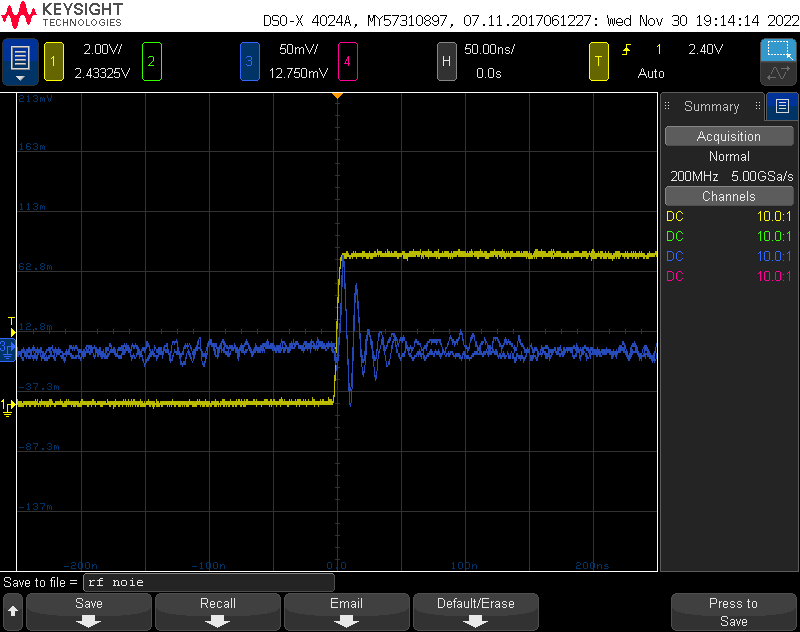 KEYSIGHT
TECHNOLOGIES
DSO-X 4024A, MY57310897, 07.11.2017061227: Wed Nov 30 19:14:14 2022
1 2.00V/ 2.43325V 2 3 50mV/ 12.750mV 4 H 50.00ns/ 0.0s T 1 2.40V Auto
213mV
163m
113m
62.8m
12.8m
-37.3m
-87.3m
-137m
-200n -100n 0.0 100n 200ns
T
3
1
Summary
Acquisition
Normal
200MHz 5.00GSa/s
Channels
DC 10.0:1
DC 10.0:1
DC 10.0:1
DC 10.0:1
Save to file = rf noie
Save Recall Email Default/Erase Press to Save